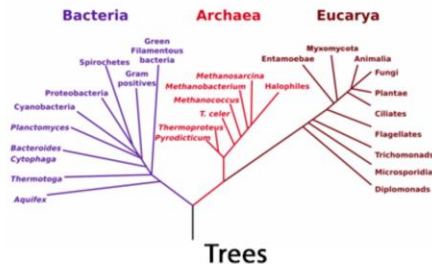 Bacteria
Archaea
Eucarya
Green
Filamentous
bacteria
Spirochetes
Gram
positives
Proteobacteria
Cyanobacteria
Planctomyces
Bacteroides
Cytophaga
Thermotoga
Aquifex
Methanosarcina
Methanobacterium
Methanococcus
T. celer
Thermoproteus
Pyrodicticum
Halophiles
Entamoebae
Myxomycota
Animalia
Fungi
Plantae
Ciliates
Flagellates
Trichomonads
Microsporidia
Diplomonads
Trees